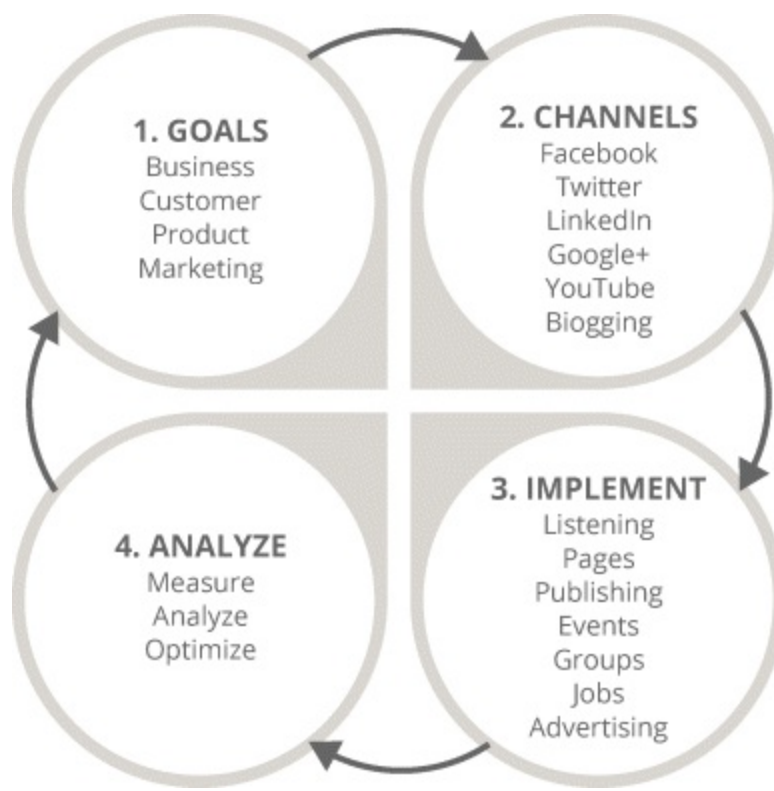 1. GOALS
Business
Customer
Product
Marketing
2. CHANNELS
Facebook
Twitter
LinkedIn
Google+
YouTube
Biogging
3. IMPLEMENT
Listening
Pages
Publishing
Events
Groups
Jobs
Advertising
4. ANALYZE
Measure
Analyze
Optimize